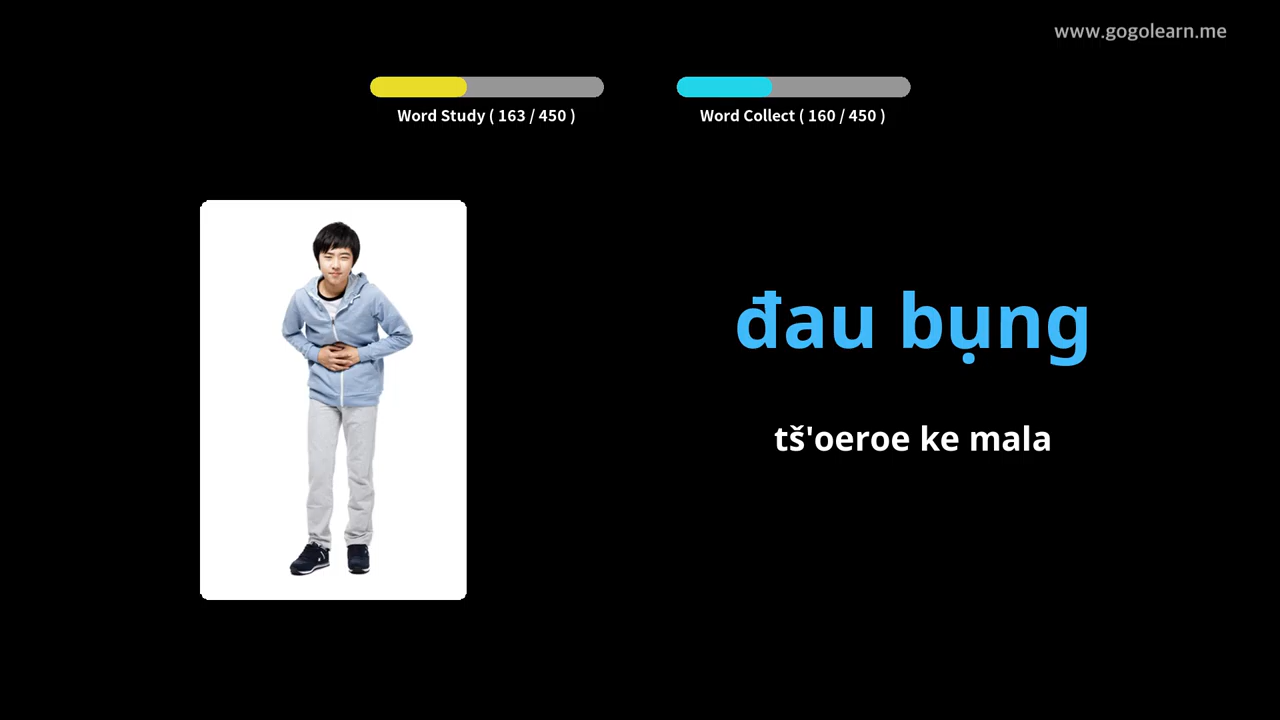 www.gogolearn.me
Word Study ( 163 / 450 )
Word Collect ( 160 / 450 )
đau bụng
tš'oeroe ke mala